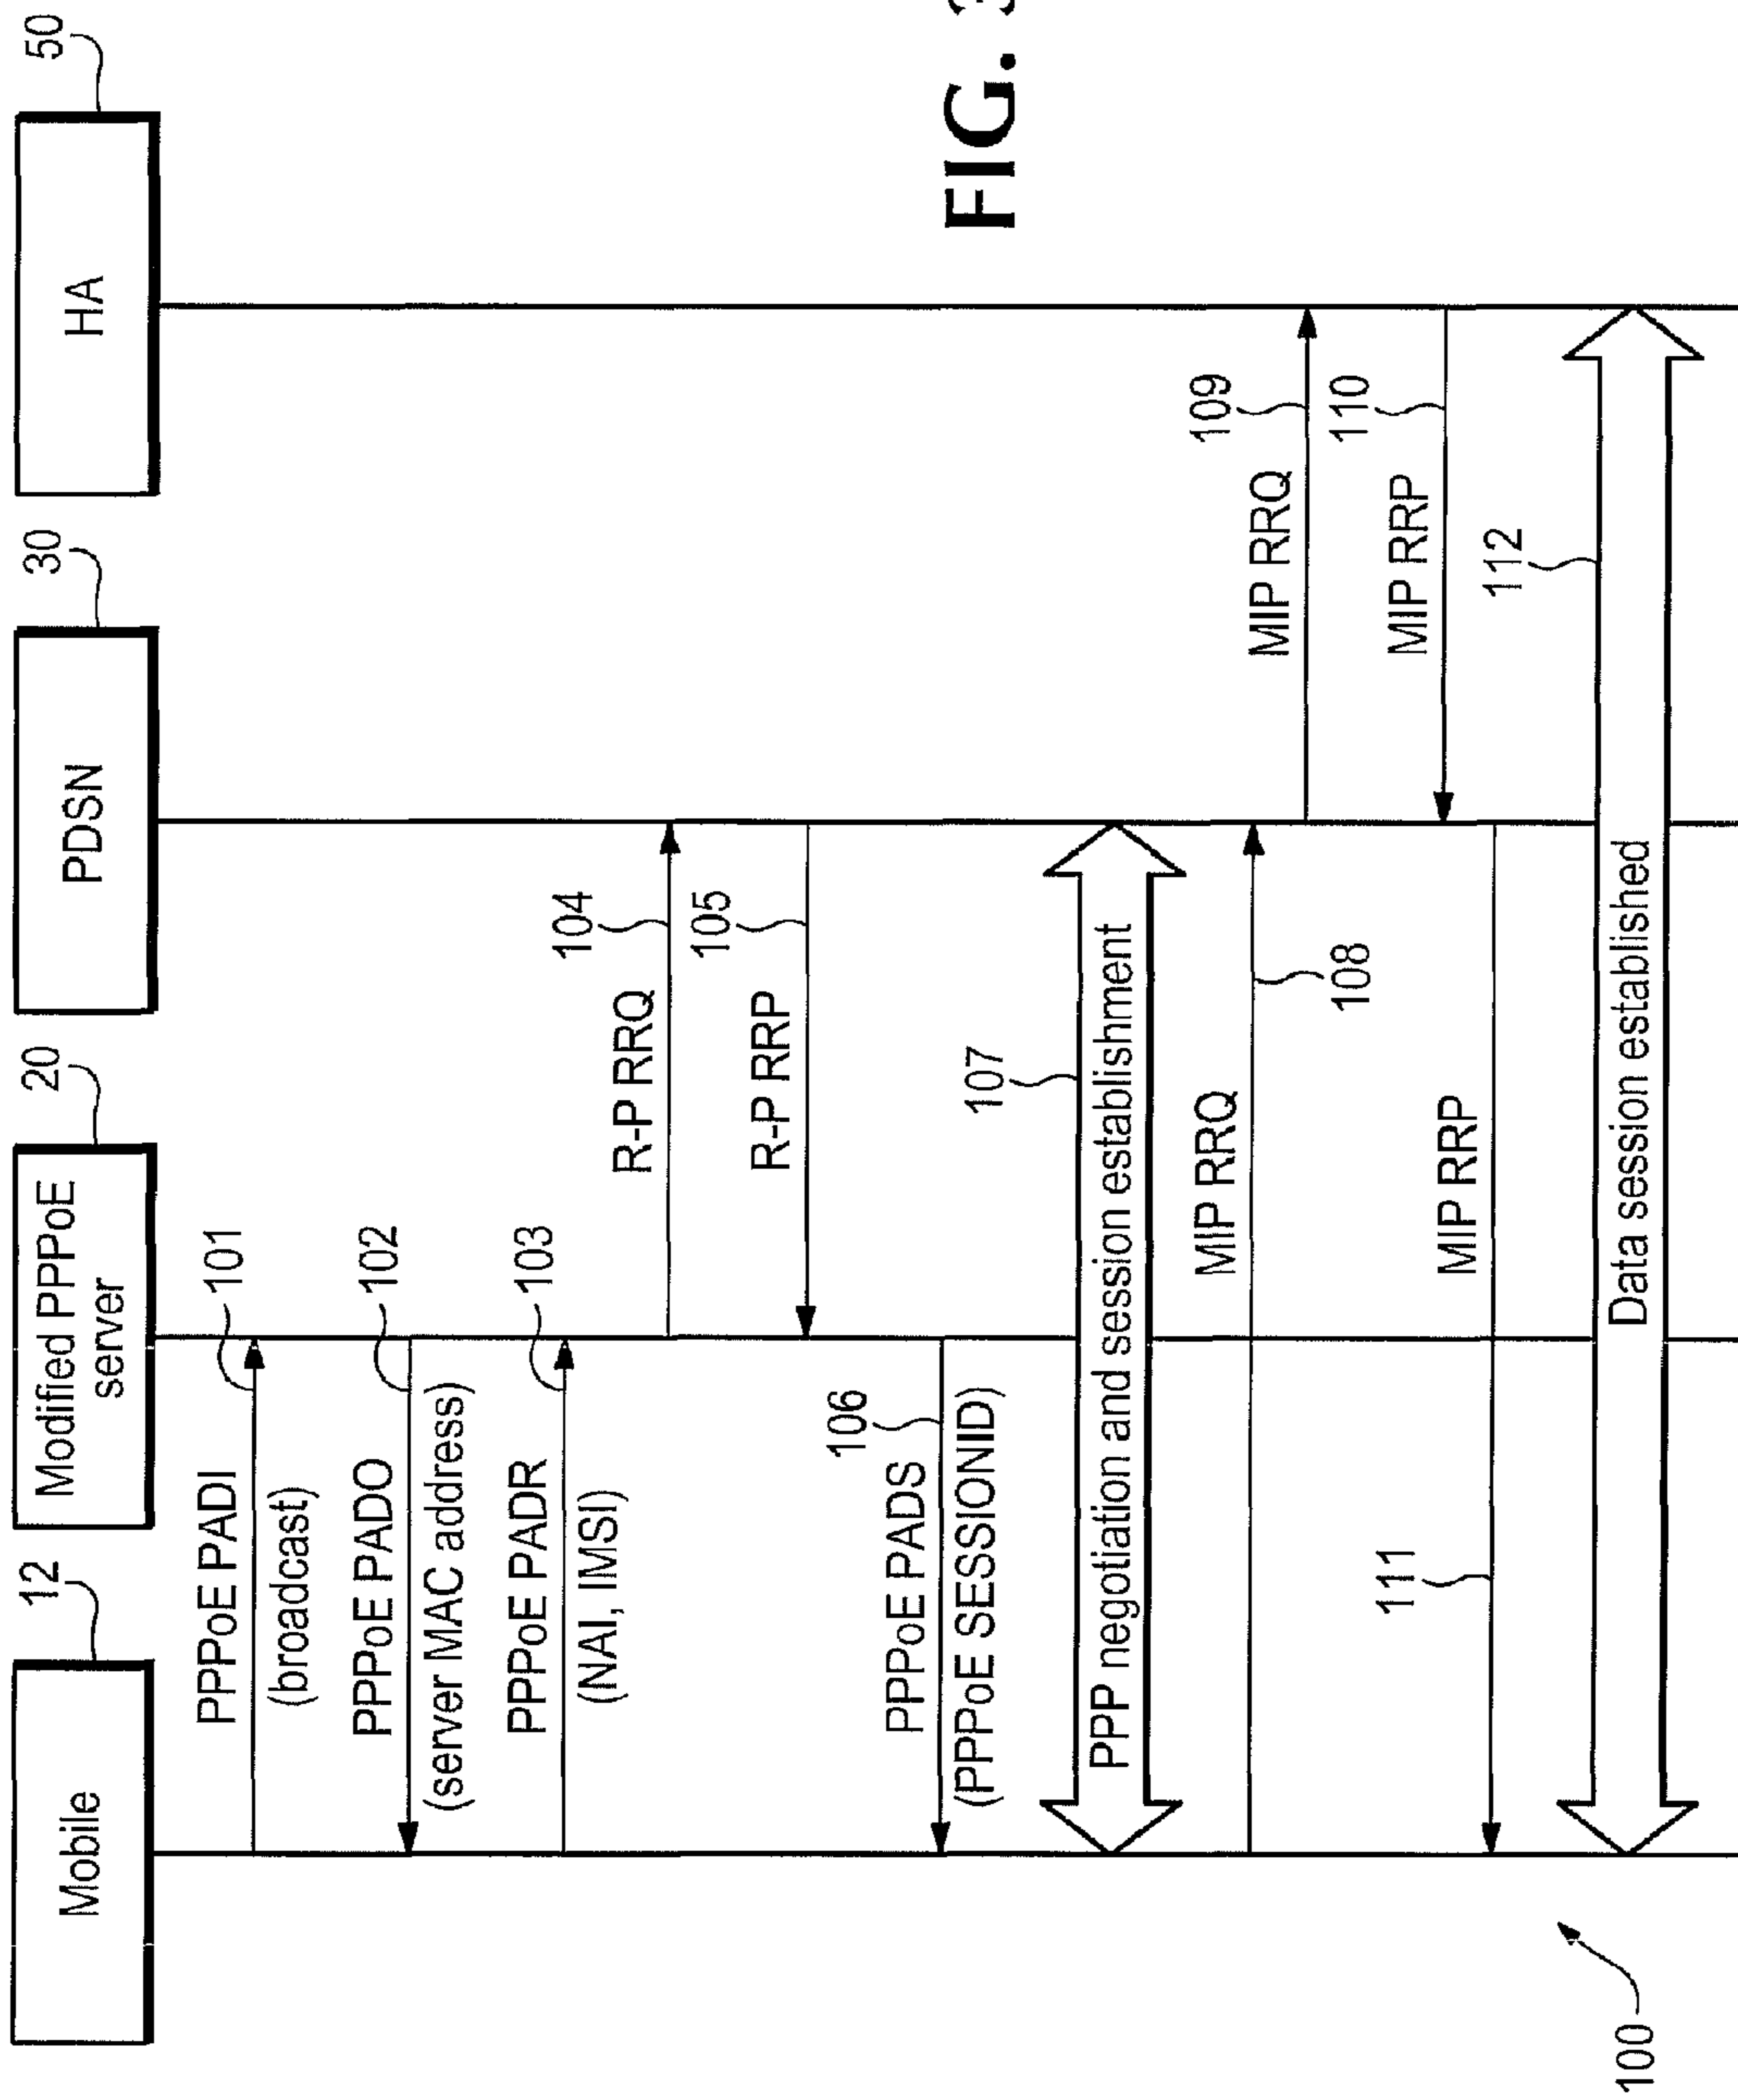 Mobile
12
Modified PPPoE
server
20
PDSN
30
HA
50
PPPoE PADI
(broadcast)
101
PPPoE PADO
(server MAC address)
102
PPPoE PADR
(NAI, IMSI)
103
R-P RRQ
104
R-P RRP
105
PPPoE PADS
(PPPoE SESSIONID)
106
PPP negotiation and session establishment
107
MIP RRQ
108
MIP RRQ
109
MIP RRP
110
MIP RRP
111
Data session established
112
100
FIG. 3